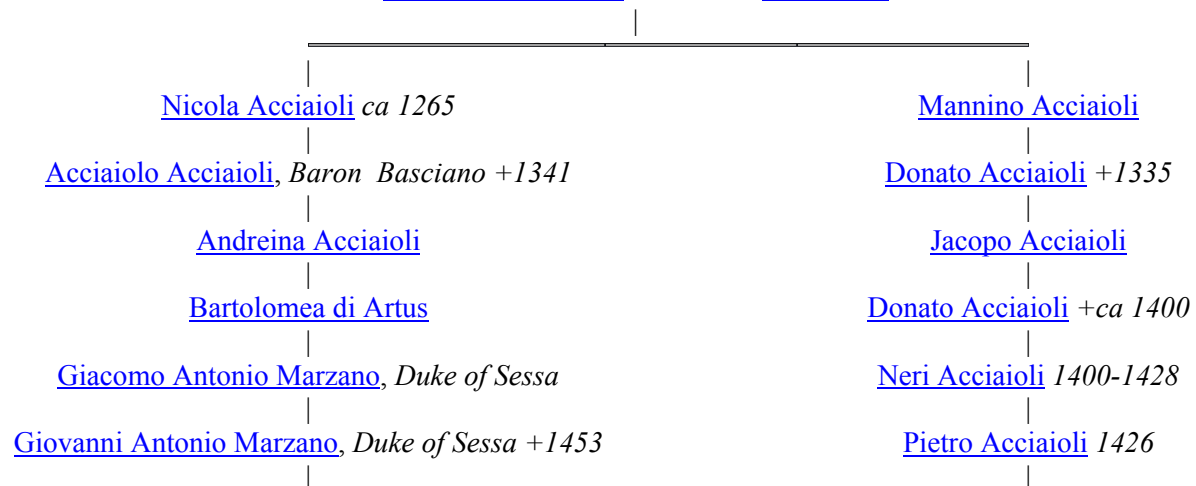 Nicola Acciaioli ca 1265 Mannino Acciaioli
Acciaiolo Acciaioli, Baron Basciano +1341 Donato Acciaioli +1335
Andreina Acciaioli Jacopo Acciaioli
Bartolomea di Artus Donato Acciaioli +ca 1400
Giacomo Antonio Marzano, Duke of Sessa Neri Acciaioli 1400-1428
Giovanni Antonio Marzano, Duke of Sessa +1453 Pietro Acciaioli 1426